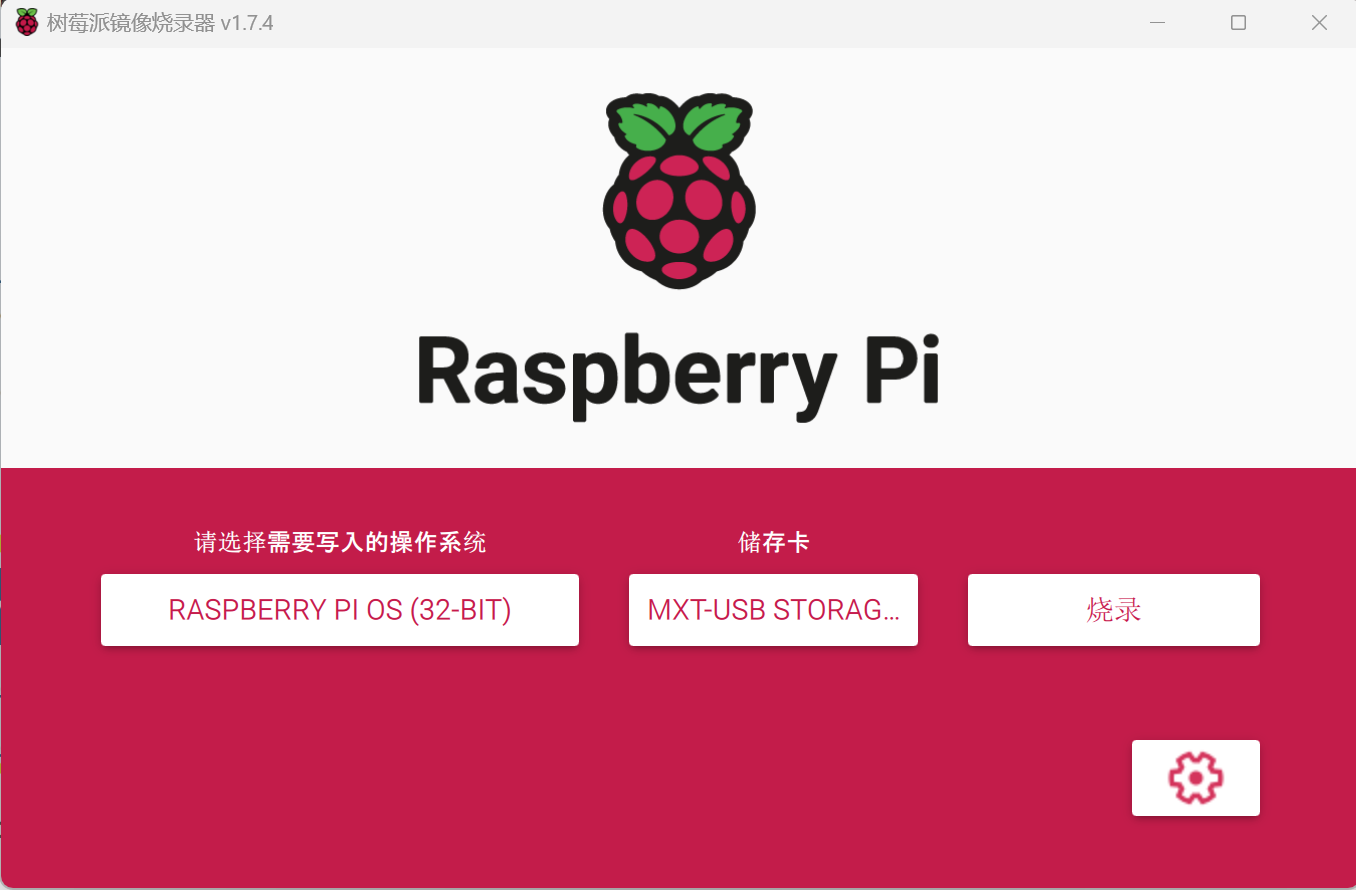 树莓派镜像烧录器 v1.7.4
Raspberry Pi
请选择需要写入的操作系统
储存卡
RASPBERRY PI OS (32-BIT)
MXT-USB STORAG...
烧录